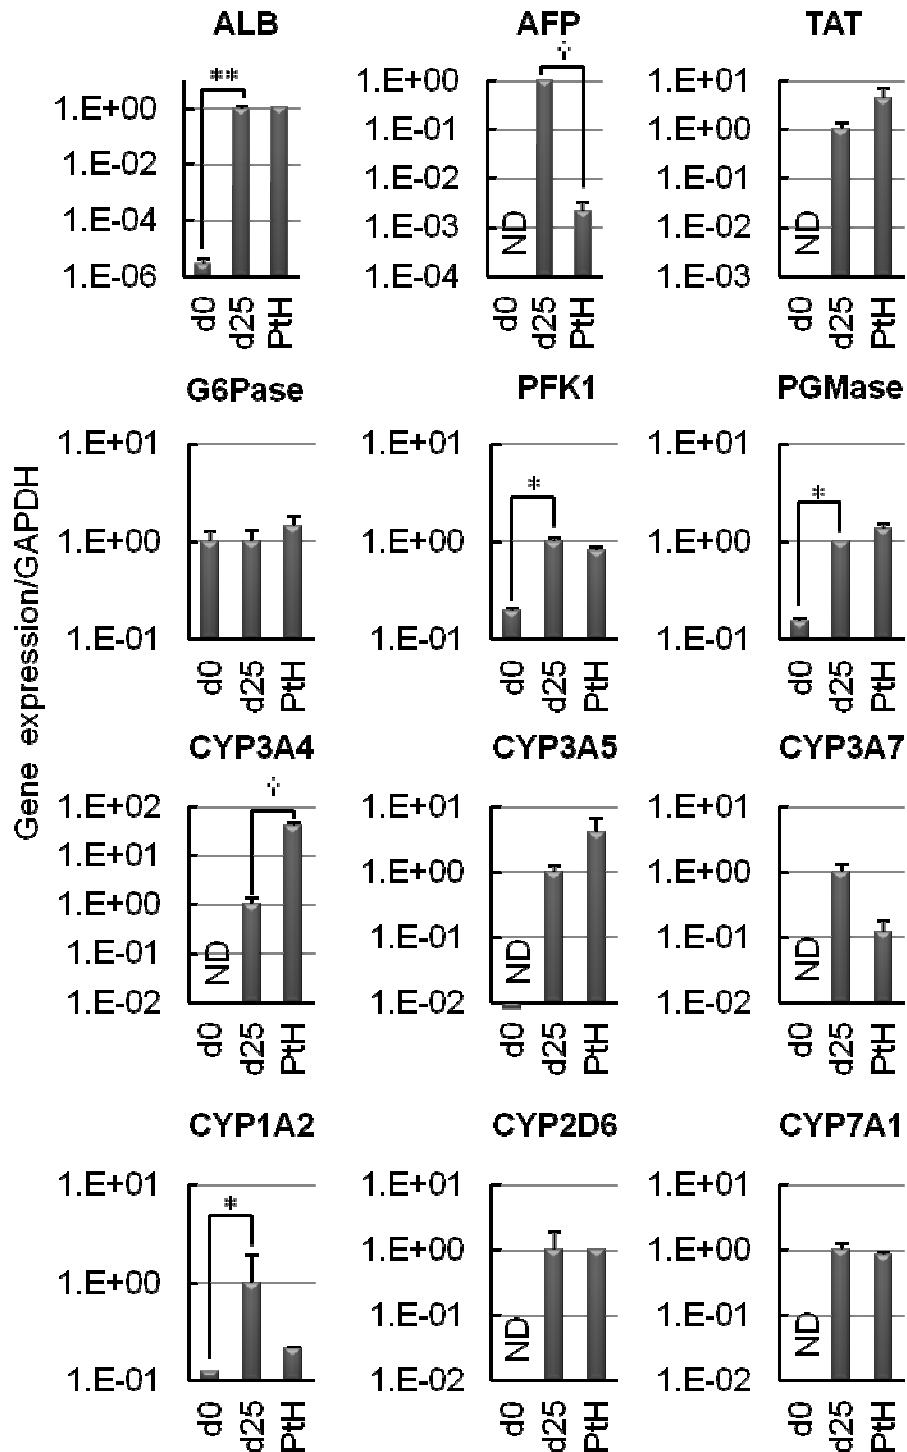 ALB AFP TAT
** ✢
1.E+00 1.E+00 1.E+01
1.E-02 1.E-01 1.E+00
1.E-04 1.E-02 1.E-01
1.E-06 1.E-03 1.E-02
1.E-04 1.E-03
ND ND
d0 d25 PtH d0 d25 PtH d0 d25 PtH
Gene expression/GAPDH
G6Pase PFK1 PGMase
1.E+01 1.E+01 1.E+01
* *
1.E+00 1.E+00 1.E+00
1.E-01 1.E-01 1.E-01
d0 d25 PtH d0 d25 PtH d0 d25 PtH
CYP3A4 CYP3A5 CYP3A7
✢
1.E+02 1.E+01 1.E+01
1.E+01 1.E+00 1.E+00
1.E+00 1.E-01 1.E-01
1.E-01 1.E-02 1.E-02
1.E-02
ND ND ND
d0 d25 PtH d0 d25 PtH d0 d25 PtH
CYP1A2 CYP2D6 CYP7A1
1.E+01 1.E+01 1.E+01
*
1.E+00 1.E+00 1.E+00
1.E-01 1.E-01 1.E-01
1.E-02 1.E-02
ND ND
d0 d25 PtH d0 d25 PtH d0 d25 PtH